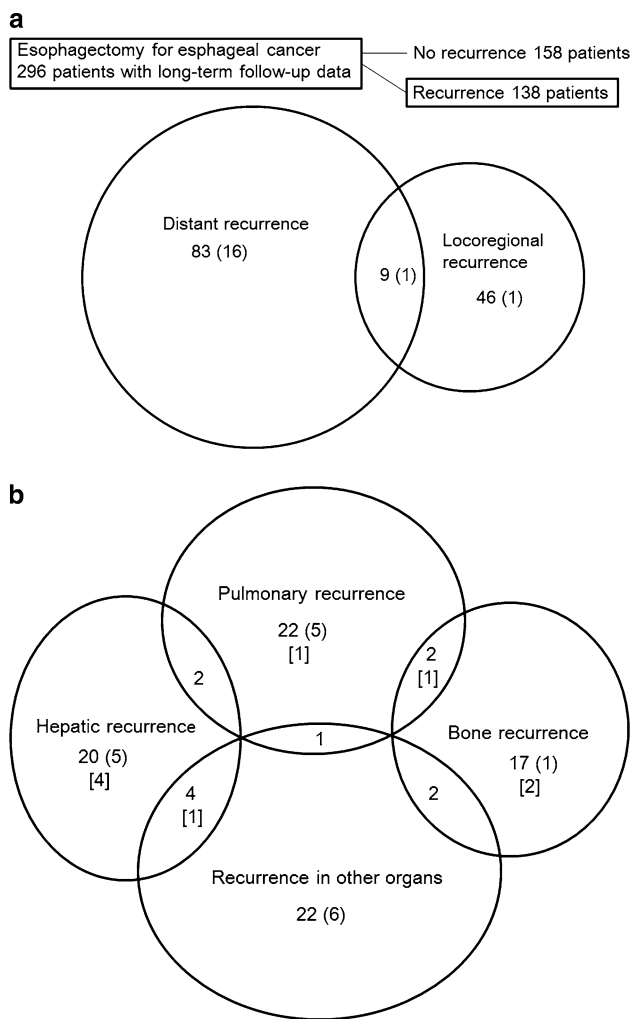 a
Esophagectomy for esphageal cancer
296 patients with long-term follow-up data
No recurrence 158 patients
Recurrence 138 patients
Distant recurrence
83 (16)
9 (1)
Locoregional
recurrence
46 (1)
b
Pulmonary recurrence
22 (5)
[1]
2
2
[1]
Hepatic recurrence
20 (5)
[4]
1
Bone recurrence
17 (1)
[2]
4
[1]
2
Recurrence in other organs
22 (6)